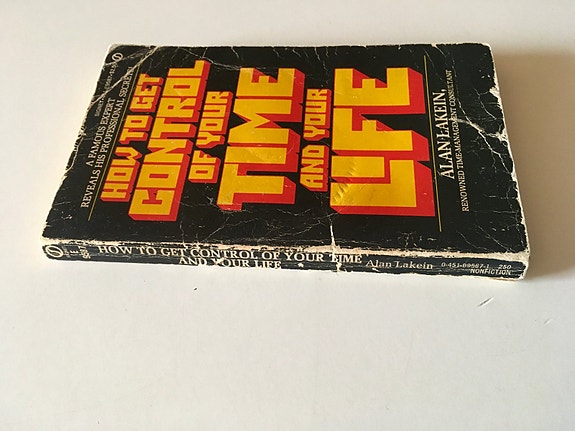 A FAMOUS EXPERT
REVEALS HIS PROFESSIONAL SECRETS!
HOW TO GET
CONTROL
OF YOUR
TIME
AND YOUR
LIFE
ALAN LAKEIN,
RENOWNED TIME-MANAGEMENT CONSULTANT
HOW TO GET CONTROL OF YOUR TIME
AND YOUR LIFE • Alan Lakein
0-451-09567-1 250
NONFICTION